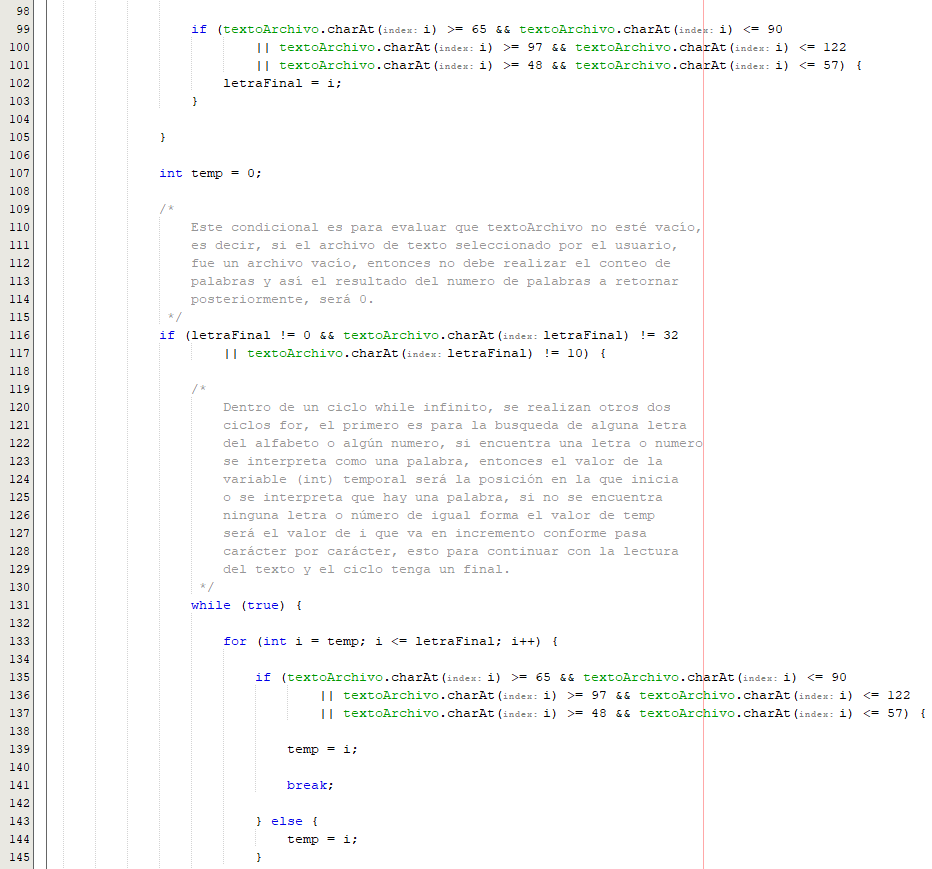 98
99 if (textoArchivo.charAt(index: i) >= 65 && textoArchivo.charAt(index: i) <= 90
100 || textoArchivo.charAt(index: i) >= 97 && textoArchivo.charAt(index: i) <= 122
101 || textoArchivo.charAt(index: i) >= 48 && textoArchivo.charAt(index: i) <= 57) {
102 letraFinal = i;
103 }
104
105 }
106
107 int temp = 0;
108
109 /*
110 Este condicional es para evaluar que textoArchivo no esté vacío,
111 es decir, si el archivo de texto seleccionado por el usuario,
112 fue un archivo vacío, entonces no debe realizar el conteo de
113 palabras y así el resultado del numero de palabras a retornar
114 posteriormente, será 0.
115 */
116 if (letraFinal != 0 && textoArchivo.charAt(index: letraFinal) != 32
117 || textoArchivo.charAt(index: letraFinal) != 10) {
118
119 /*
120 Dentro de un ciclo while infinito, se realizan otros dos
121 ciclos for, el primero es para la busqueda de alguna letra
122 del alfabeto o algún numero, si encuentra una letra o numero
123 se interpreta como una palabra, entonces el valor de la
124 variable (int) temporal será la posición en la que inicia
125 o se interpreta que hay una palabra, si no se encuentra
126 ninguna letra o número de igual forma el valor de temp
127 será el valor de i que va en incremento conforme pasa
128 carácter por carácter, esto para continuar con la lectura
129 del texto y el ciclo tenga un final.
130 */
131 while (true) {
132
133 for (int i = temp; i <= letraFinal; i++) {
134
135 if (textoArchivo.charAt(index: i) >= 65 && textoArchivo.charAt(index: i) <= 90
136 || textoArchivo.charAt(index: i) >= 97 && textoArchivo.charAt(index: i) <= 122
137 || textoArchivo.charAt(index: i) >= 48 && textoArchivo.charAt(index: i) <= 57) {
138
139 temp = i;
140
141 break;
142
143 } else {
144 temp = i;
145 }